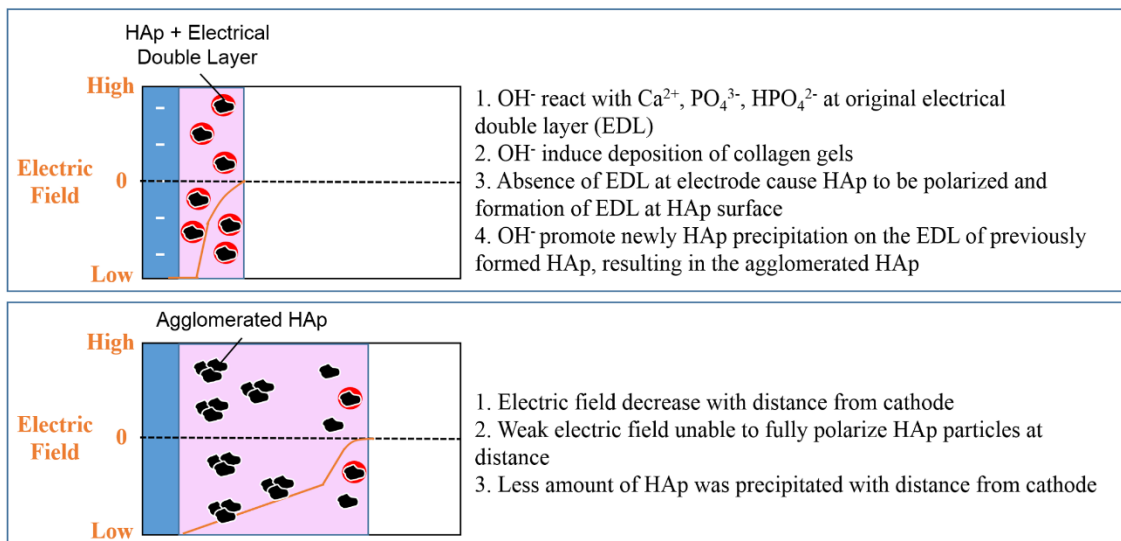 HAp + Electrical
Double Layer
High
Electric
Field
0
Low
1. OH⁻ react with Ca²⁺, PO₄³⁻, HPO₄²⁻ at original electrical
double layer (EDL)
2. OH⁻ induce deposition of collagen gels
3. Absence of EDL at electrode cause HAp to be polarized and
formation of EDL at HAp surface
4. OH⁻ promote newly HAp precipitation on the EDL of previously
formed HAp, resulting in the agglomerated HAp
Agglomerated HAp
High
Electric
Field
0
Low
1. Electric field decrease with distance from cathode
2. Weak electric field unable to fully polarize HAp particles at
distance
3. Less amount of HAp was precipitated with distance from cathode